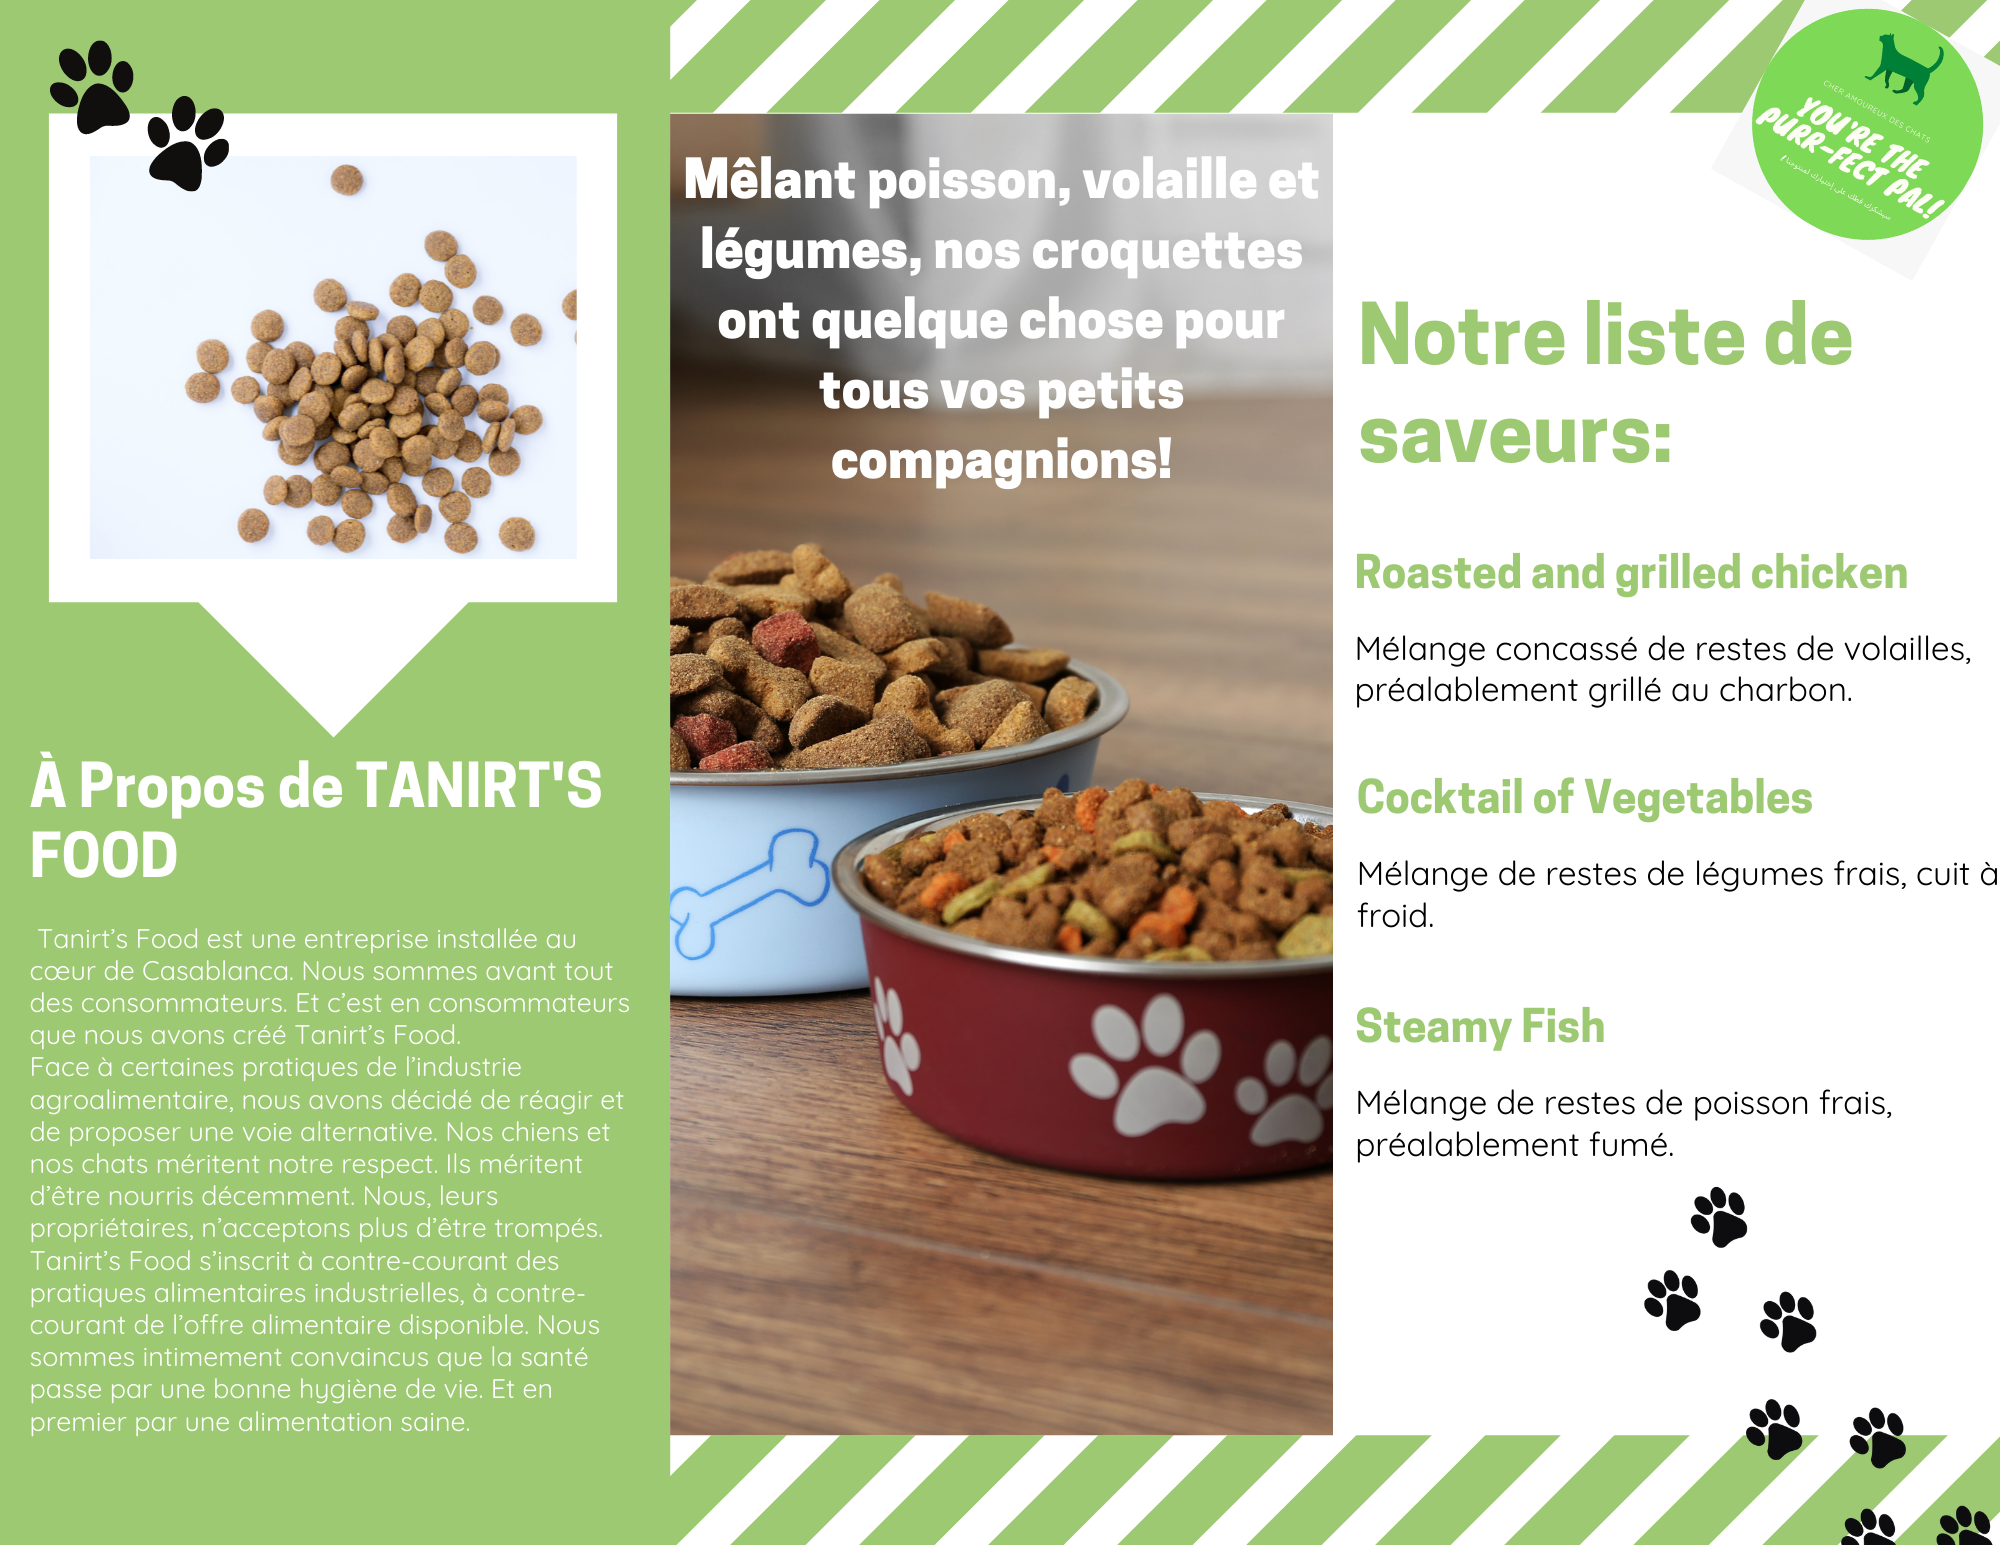 À Propos de TANIRT'S
FOOD
Tanirt’s Food est une entreprise installée au
cœur de Casablanca. Nous sommes avant tout
des consommateurs. Et c’est en consommateurs
que nous avons créé Tanirt’s Food.
Face à certaines pratiques de l’industrie
agroalimentaire, nous avons décidé de réagir et
de proposer une voie alternative. Nos chiens et
nos chats méritent notre respect. Ils méritent
d’être nourris décemment. Nous, leurs
propriétaires, n’acceptons plus d’être trompés.
Tanirt’s Food s’inscrit à contre-courant des
pratiques alimentaires industrielles, à contre-
courant de l’offre alimentaire disponible. Nous
sommes intimement convaincus que la santé
passe par une bonne hygiène de vie. Et en
premier par une alimentation saine.
Mêlant poisson, volaille et
légumes, nos croquettes
ont quelque chose pour
tous vos petits
compagnions!
CHER AMOUREUX DES CHATS
YOU'RE THE
PURR-FECT PAL!
سيشكرك قطك على إختيارك لمنتوجنا !
Notre liste de
saveurs:
Roasted and grilled chicken
Mélange concassé de restes de volailles,
préalablement grillé au charbon.
Cocktail of Vegetables
Mélange de restes de légumes frais, cuit à
froid.
Steamy Fish
Mélange de restes de poisson frais,
préalablement fumé.